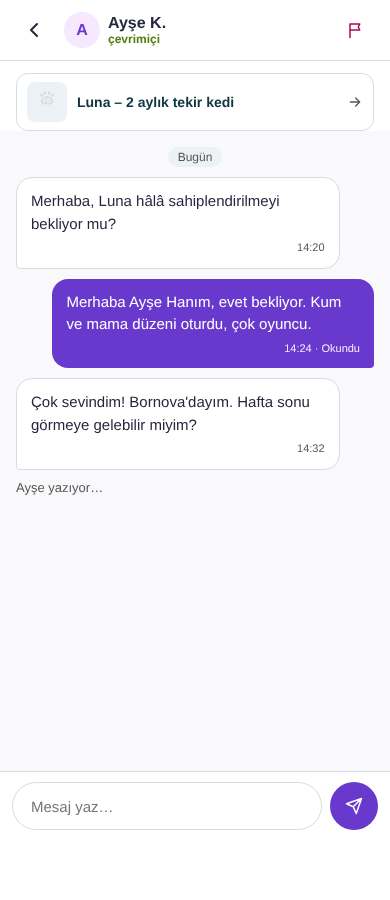 A
Ayşe K.
çevrimiçi
Luna – 2 aylık tekir kedi
Bugün
Merhaba, Luna hâlâ sahiplendirilmeyi
bekliyor mu?
14:20
Merhaba Ayşe Hanım, evet bekliyor. Kum
ve mama düzeni oturdu, çok oyuncu.
14:24 · Okundu
Çok sevindim! Bornova'dayım. Hafta sonu
görmeye gelebilir miyim?
14:32
Ayşe yazıyor…
Mesaj yaz…